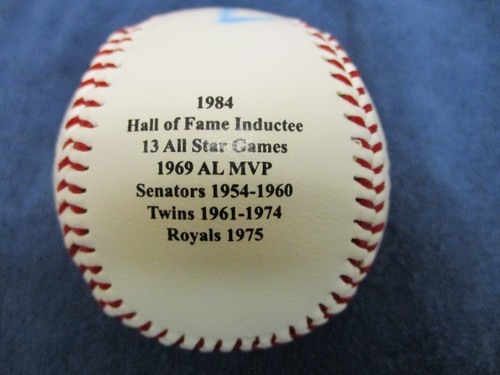 1984
Hall of Fame Inductee
13 All Star Games
1969 AL MVP
Senators 1954-1960
Twins 1961-1974
Royals 1975